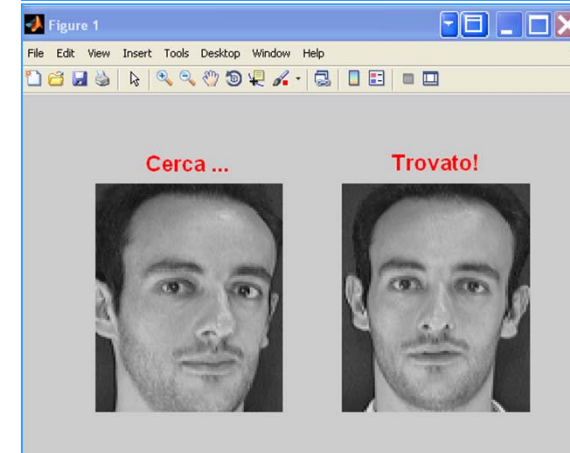 Figure 1
File Edit View Insert Tools Desktop Window Help
Cerca ...
Trovato!